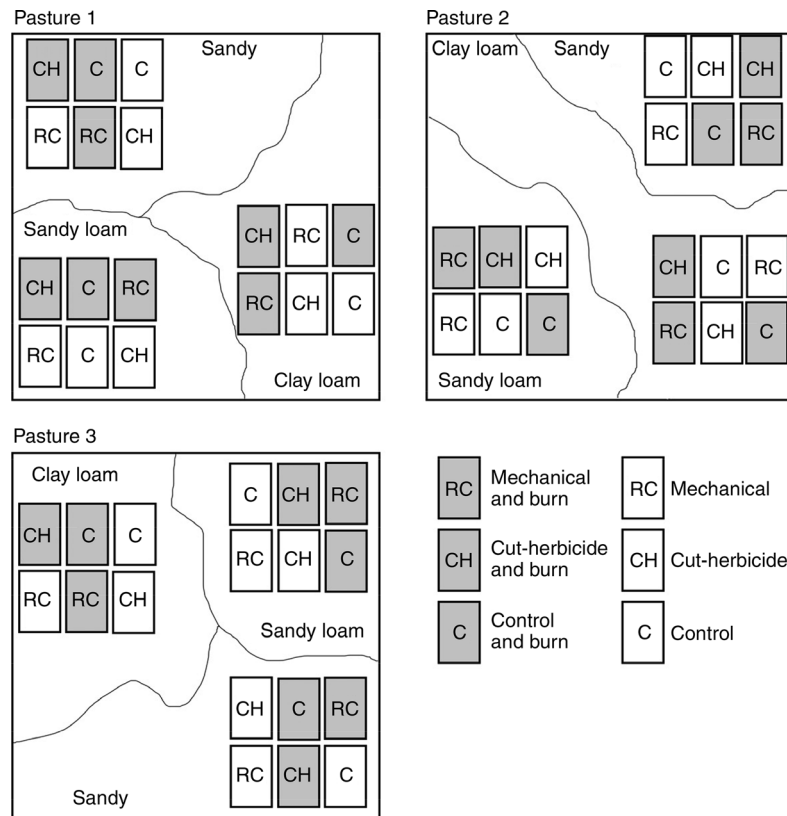 Pasture 1
Sandy
CH C C
RC RC CH
Sandy loam
CH C RC
RC C CH
CH RC C
RC CH C
Clay loam
Pasture 2
Clay loam Sandy
C CH CH
RC C RC
RC CH CH
RC C C
Sandy loam
CH C RC
RC CH C
Pasture 3
Clay loam
CH C C
RC RC CH
C CH RC
RC CH C
Sandy loam
CH C RC
RC CH C
Sandy
RC Mechanical
and burn
CH Cut-herbicide
and burn
C Control
and burn
RC Mechanical
CH Cut-herbicide
C Control